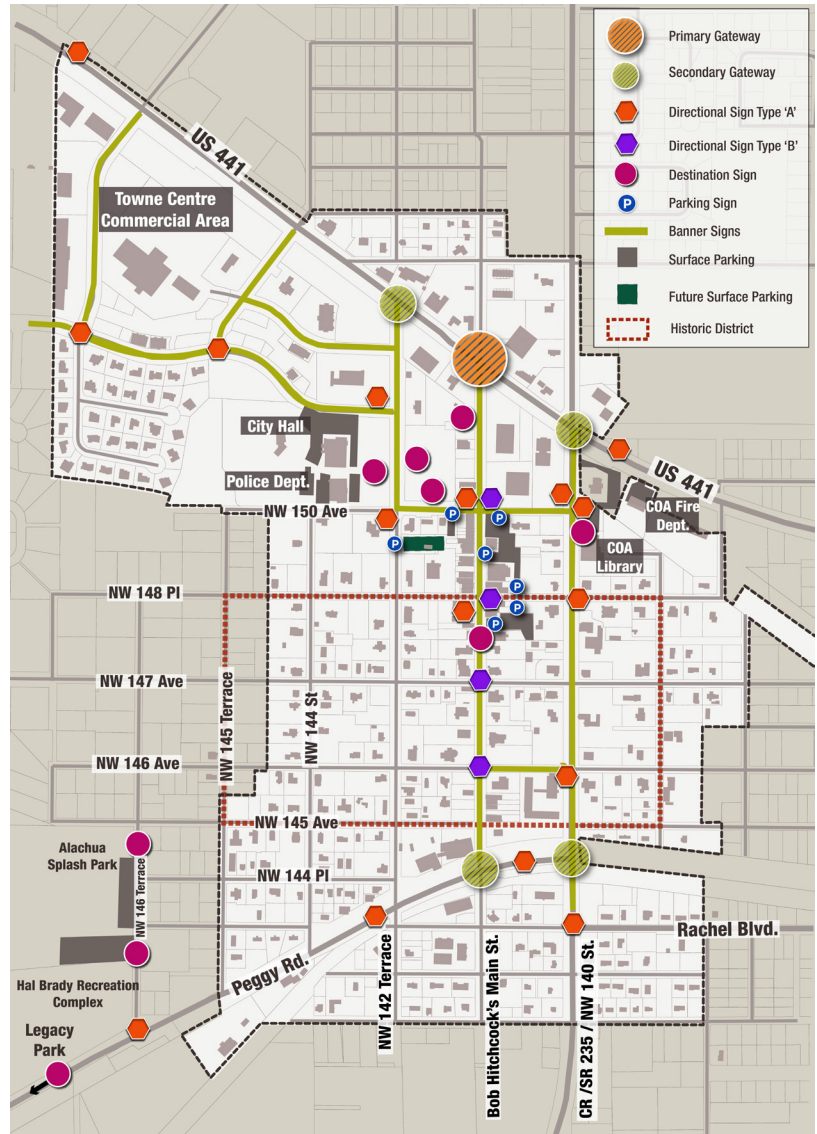 Primary Gateway
Secondary Gateway
Directional Sign Type ‘A’
Directional Sign Type ‘B’
Destination Sign
P Parking Sign
Banner Signs
Surface Parking
Future Surface Parking
Historic District
US 441
Towne Centre
Commercial Area
City Hall
Police Dept.
US 441
COA Fire
Dept.
NW 150 Ave
P
P
P
P
COA
Library
NW 148 Pl
P
P
P
NW 147 Ave
NW 145 Terrace
NW 144 St
NW 146 Ave
NW 145 Ave
Alachua
Splash Park
NW 144 Pl
NW 146 Terrace
Rachel Blvd.
Peggy Rd.
Hal Brady Recreation
Complex
NW 142 Terrace
Bob Hitchcock's Main St.
CR /SR 235 / NW 140 St.
Legacy
Park